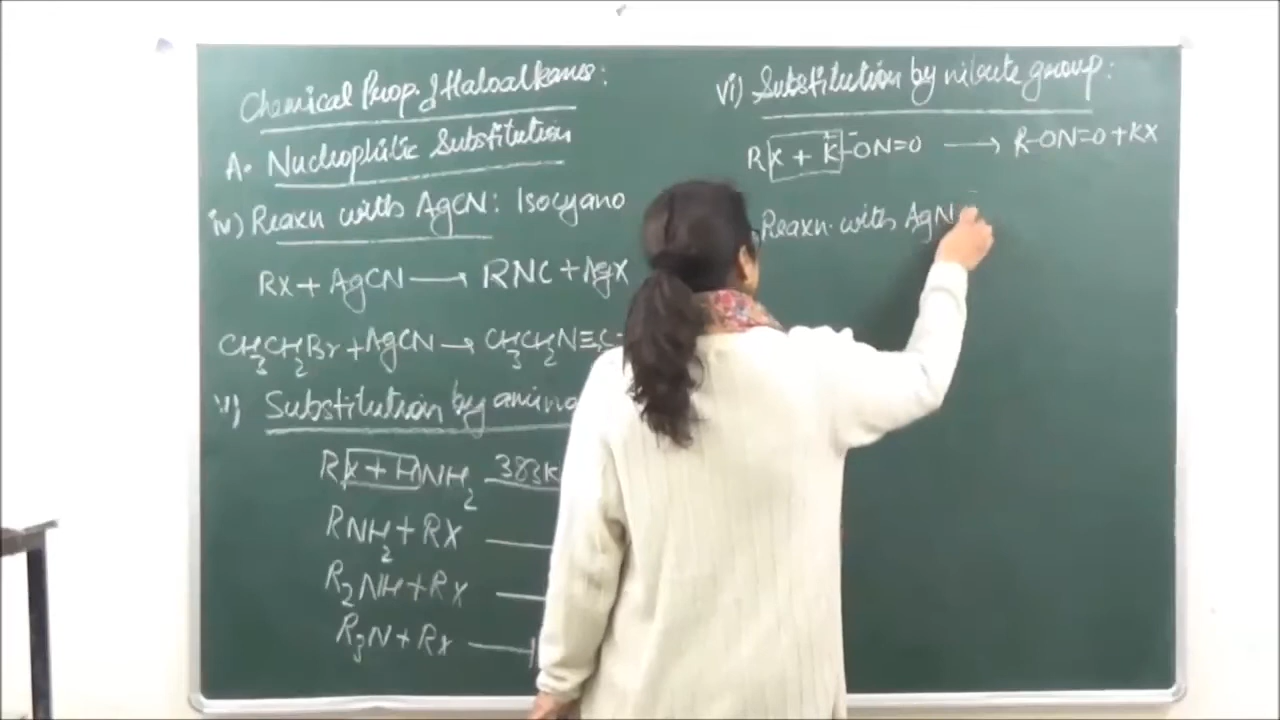 Chemical Prop. of Haloalkanes:
A. Nucleophilic Substitution
iv) Reaxn with AgCN: Isocyano
RX + AgCN → RNC + AgX
CH₃CH₂Br + AgCN → CH₃CH₂N≡C
v) Substitution by amino
RX + HNH₂ 383K
RNH₂ + RX
R₂NH + RX
R₃N + RX
vi) Substitution by nitrite group:
RX + K⁺-⁻ON=O → R-ON=O + KX
Reaxn. with AgN